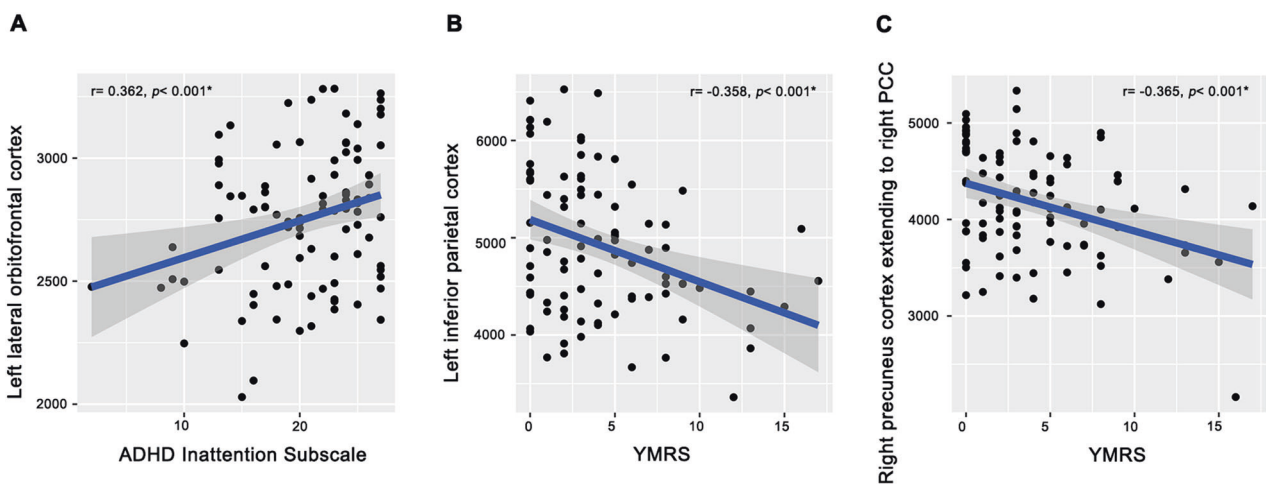 A
r= 0.362, p< 0.001*
Left lateral orbitofrontal cortex
3000
2500
2000
10
20
ADHD Inattention Subscale
B
r= -0.358, p< 0.001*
Left inferior parietal cortex
6000
5000
4000
0
5
10
15
YMRS
C
r= -0.365, p< 0.001*
Right precuneus cortex extending to right PCC
5000
4000
3000
0
5
10
15
YMRS